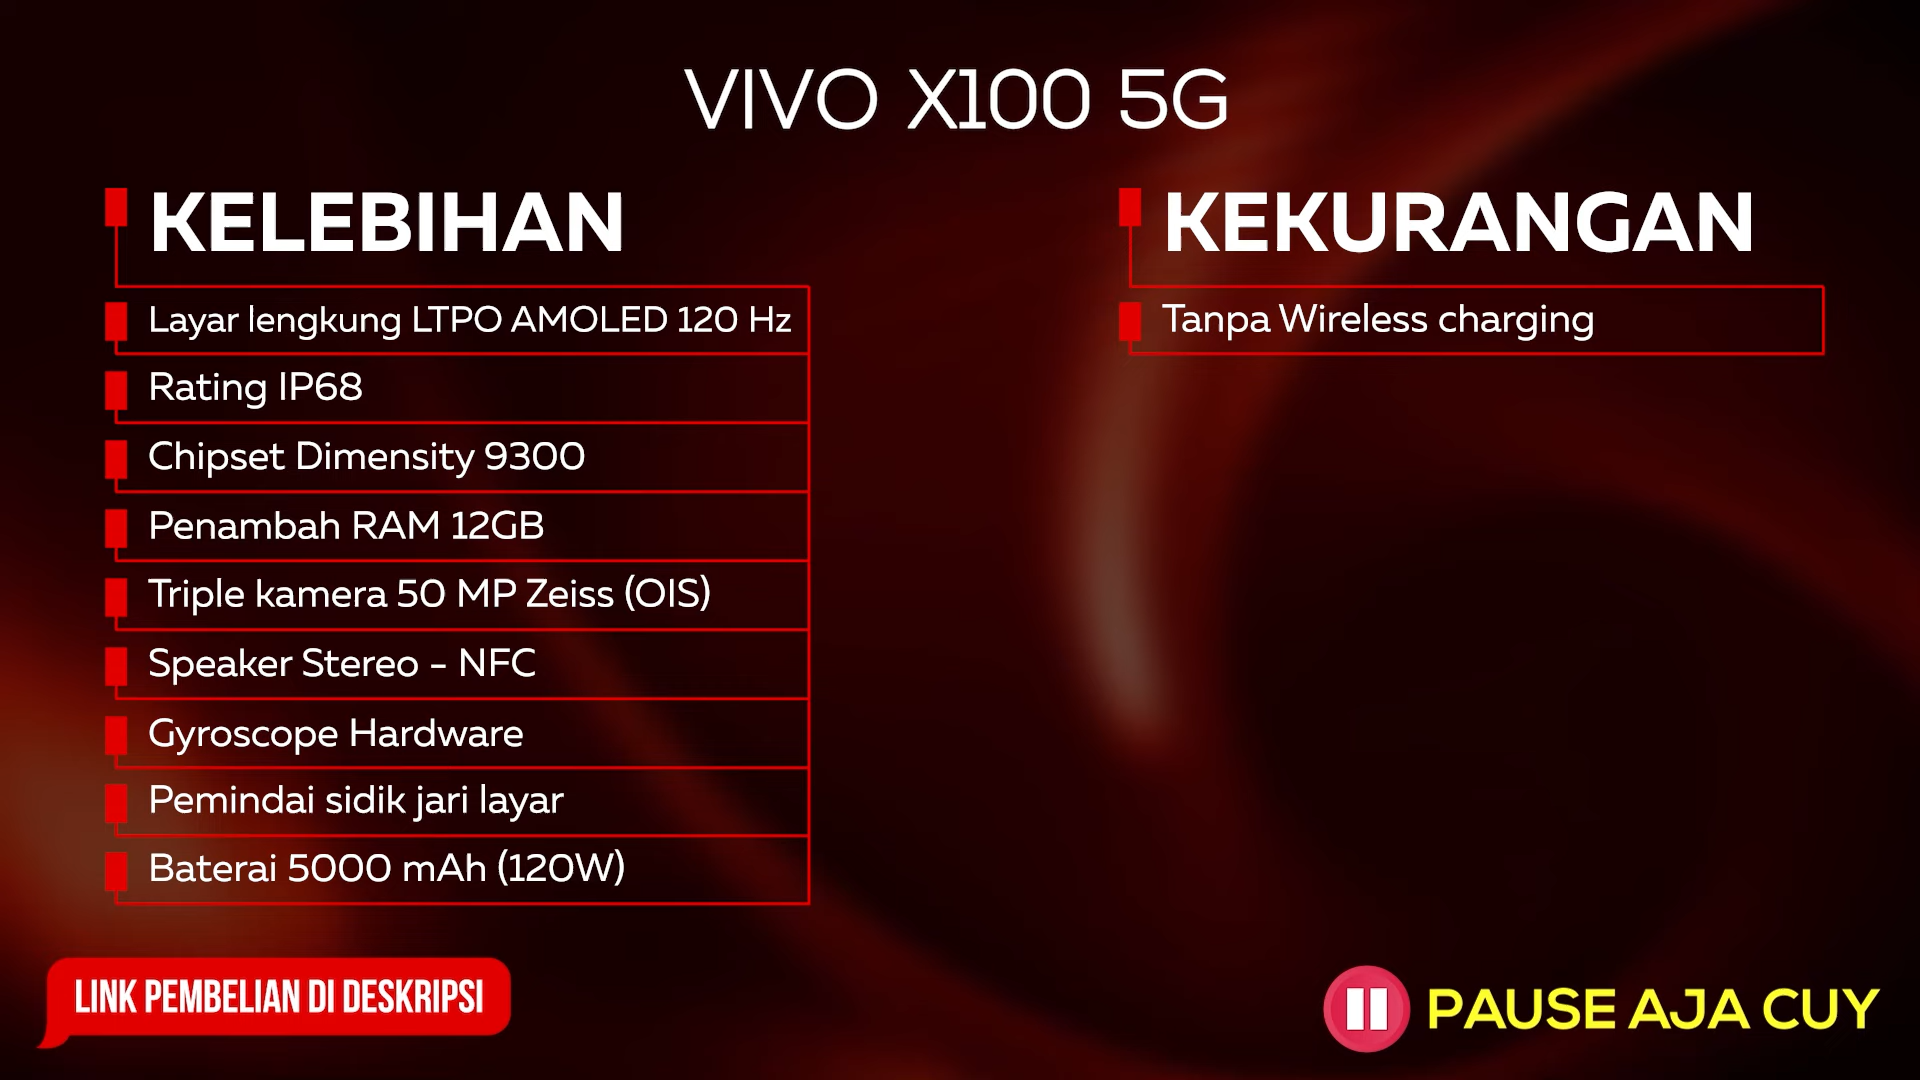 VIVO X100 5G
KELEBIHAN
Layar lengkung LTPO AMOLED 120 Hz
Rating IP68
Chipset Dimensity 9300
Penambah RAM 12GB
Triple kamera 50 MP Zeiss (OIS)
Speaker Stereo - NFC
Gyroscope Hardware
Pemindai sidik jari layar
Baterai 5000 mAh (120W)
KEKURANGAN
Tanpa Wireless charging
LINK PEMBELIAN DI DESKRIPSI
PAUSE AJA CUY